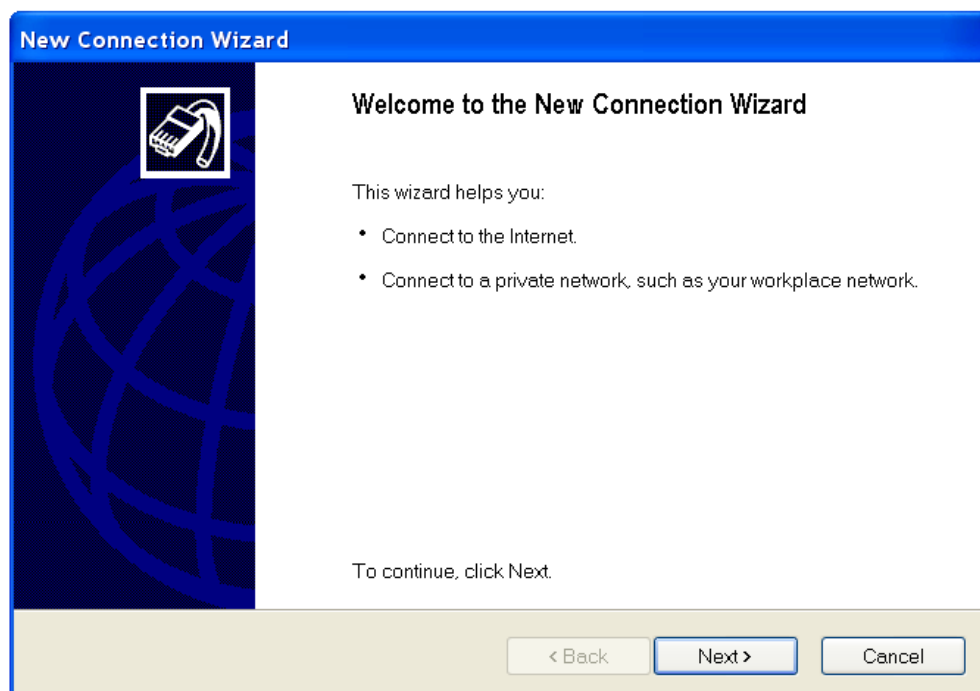 New Connection Wizard
Welcome to the New Connection Wizard
This wizard helps you:
• Connect to the Internet.
• Connect to a private network, such as your workplace network.
To continue, click Next.
< Back Next > Cancel